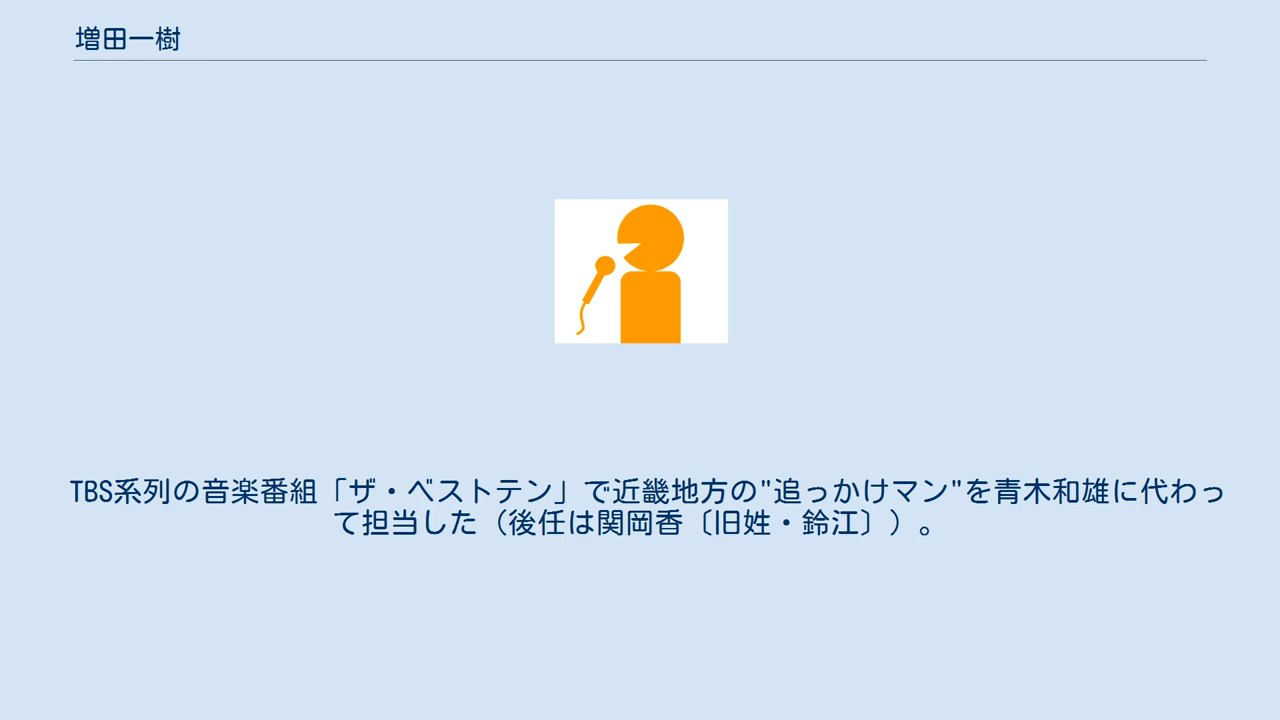 増田一樹
TBS系列の音楽番組「ザ・ベストテン」で近畿地方の"追っかけマン"を青木和雄に代わっ
て担当した（後任は関岡香〔旧姓・鈴江〕）。